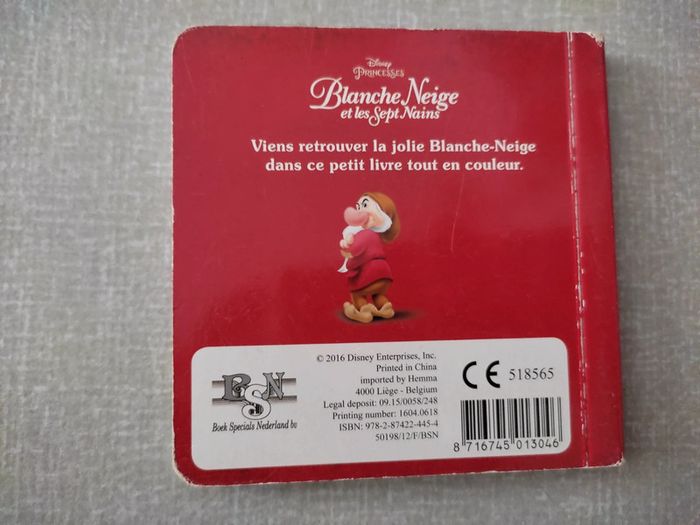 Disney
PRINCESSES
Blanche Neige
et les Sept Nains
Viens retrouver la jolie Blanche-Neige
dans ce petit livre tout en couleur.
BSN
Boek Specials Nederland bv
© 2016 Disney Enterprises, Inc.
Printed in China
imported by Hemma
4000 Liège - Belgium
Legal deposit: 09.15/0058/248
Printing number: 1604.0618
ISBN: 978-2-87422-445-4
50198/12/F/BSN
CE 518565
8 716745 013046